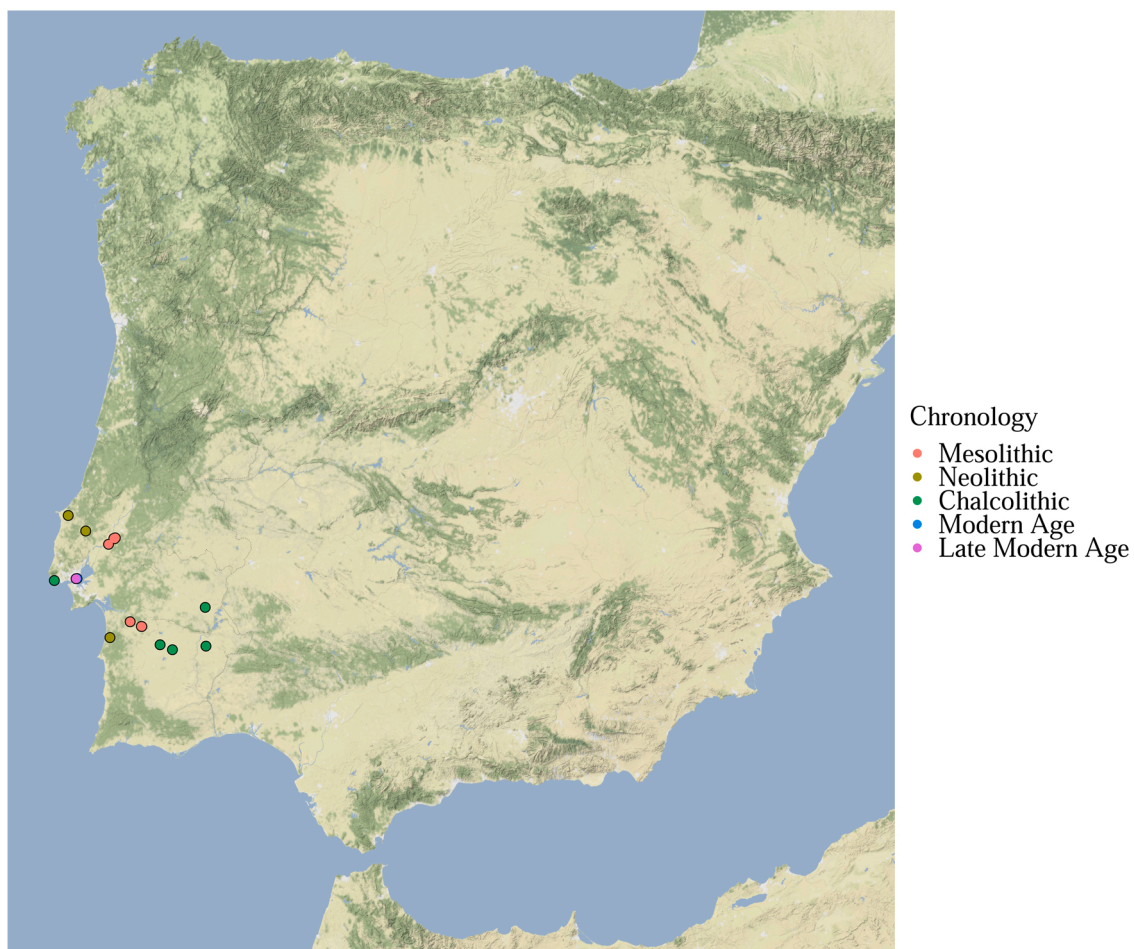 Chronology
Mesolithic
Neolithic
Chalcolithic
Modern Age
Late Modern Age